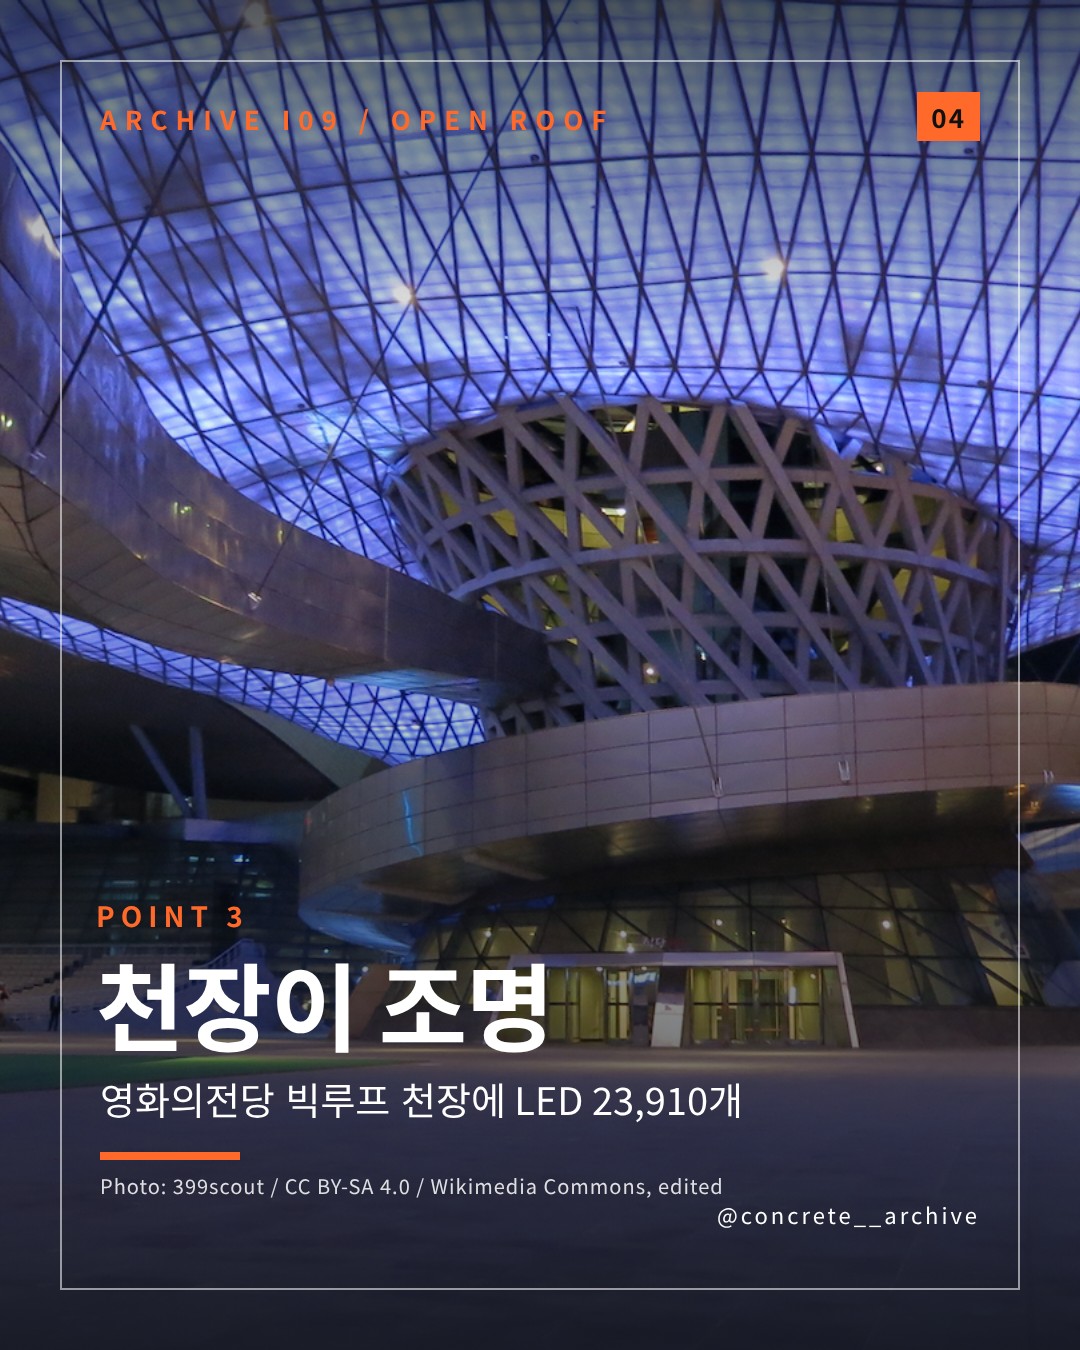 ARCHIVE I09 / OPEN ROOF
04
POINT 3
천장이 조명
영화의전당 빅루프 천장에 LED 23,910개
Photo: 399scout / CC BY-SA 4.0 / Wikimedia Commons, edited
@concrete__archive